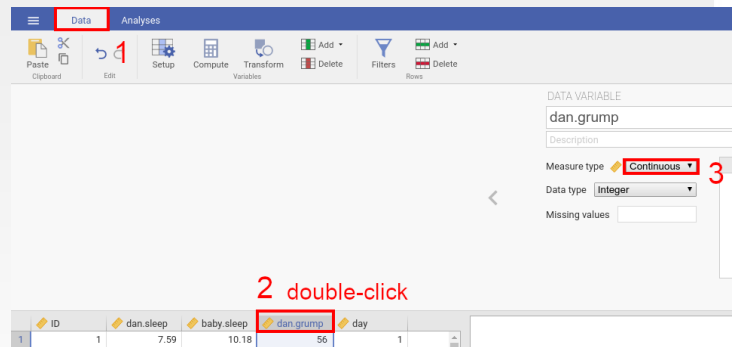 Data Analyses
1
Paste
Clipboard
Edit
Setup
Compute
Transform
Add
Delete
Variables
Filters
Add
Delete
Rows
DATA VARIABLE
dan.grump
Description
Measure type Continuous
3
Data type Integer
Missing values
2 double-click
ID dan.sleep baby.sleep dan.grump day
1 1 7.59 10.18 56 1